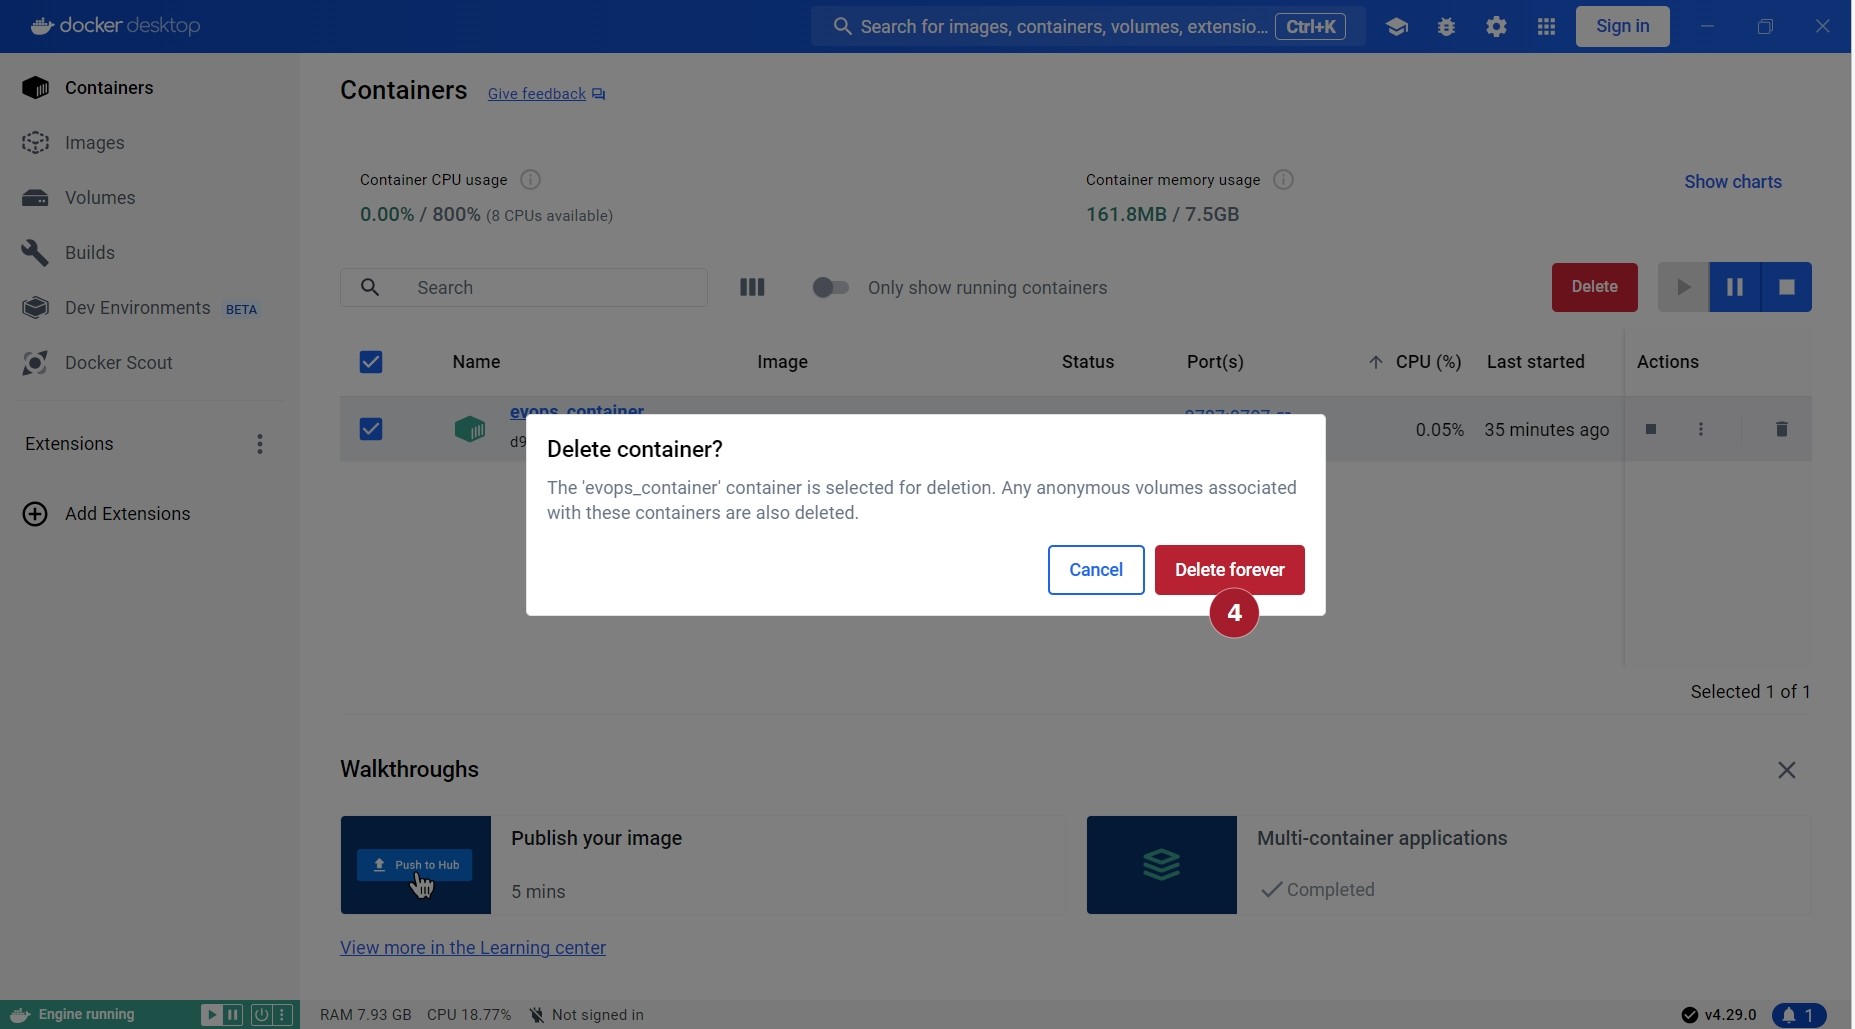 docker desktop
Search for images, containers, volumes, extensio... Ctrl+K
Sign in
Containers
Images
Volumes
Builds
Dev Environments BETA
Docker Scout
Extensions
Add Extensions
Containers Give feedback
Container CPU usage
0.00% / 800% (8 CPUs available)
Container memory usage
161.8MB / 7.5GB
Show charts
Search
Only show running containers
Delete
Name Image Status Port(s) CPU (%) Last started Actions
evops_container
d9
0.05% 35 minutes ago
Delete container?
The 'evops_container' container is selected for deletion. Any anonymous volumes associated
with these containers are also deleted.
Cancel
Delete forever
4
Selected 1 of 1
Walkthroughs
Push to Hub
Publish your image
5 mins
Multi-container applications
Completed
View more in the Learning center
Engine running
RAM 7.93 GB CPU 18.77% Not signed in
v4.29.0
1